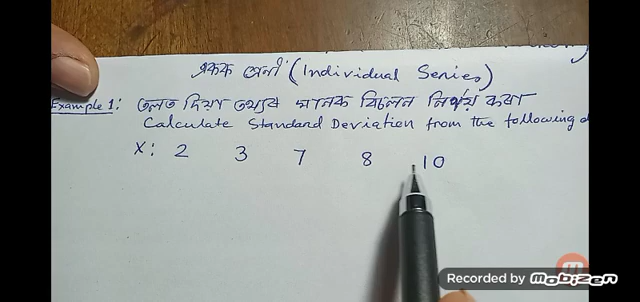 একক শ্রেণী (Individual Series)
Example 1: তলত দিয়া তথ্যৰ মানক বিচলন নিৰ্ণয় কৰা
Calculate Standard Deviation from the following
X: 2 3 7 8 10
Recorded by Mobizen